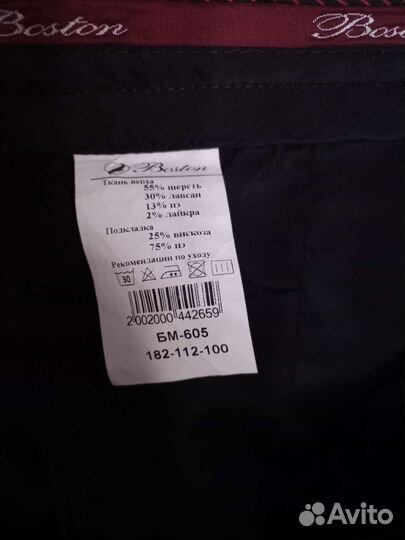 Boston
Bos
Boston
Ткань верха
55% шерсть
30% лавсан
13% пэ
2% лайкра
Подкладка
25% вискоза
75% пэ
Рекомендации по уходу
30
2 002000 442659
БМ-605
182-112-100
Avito